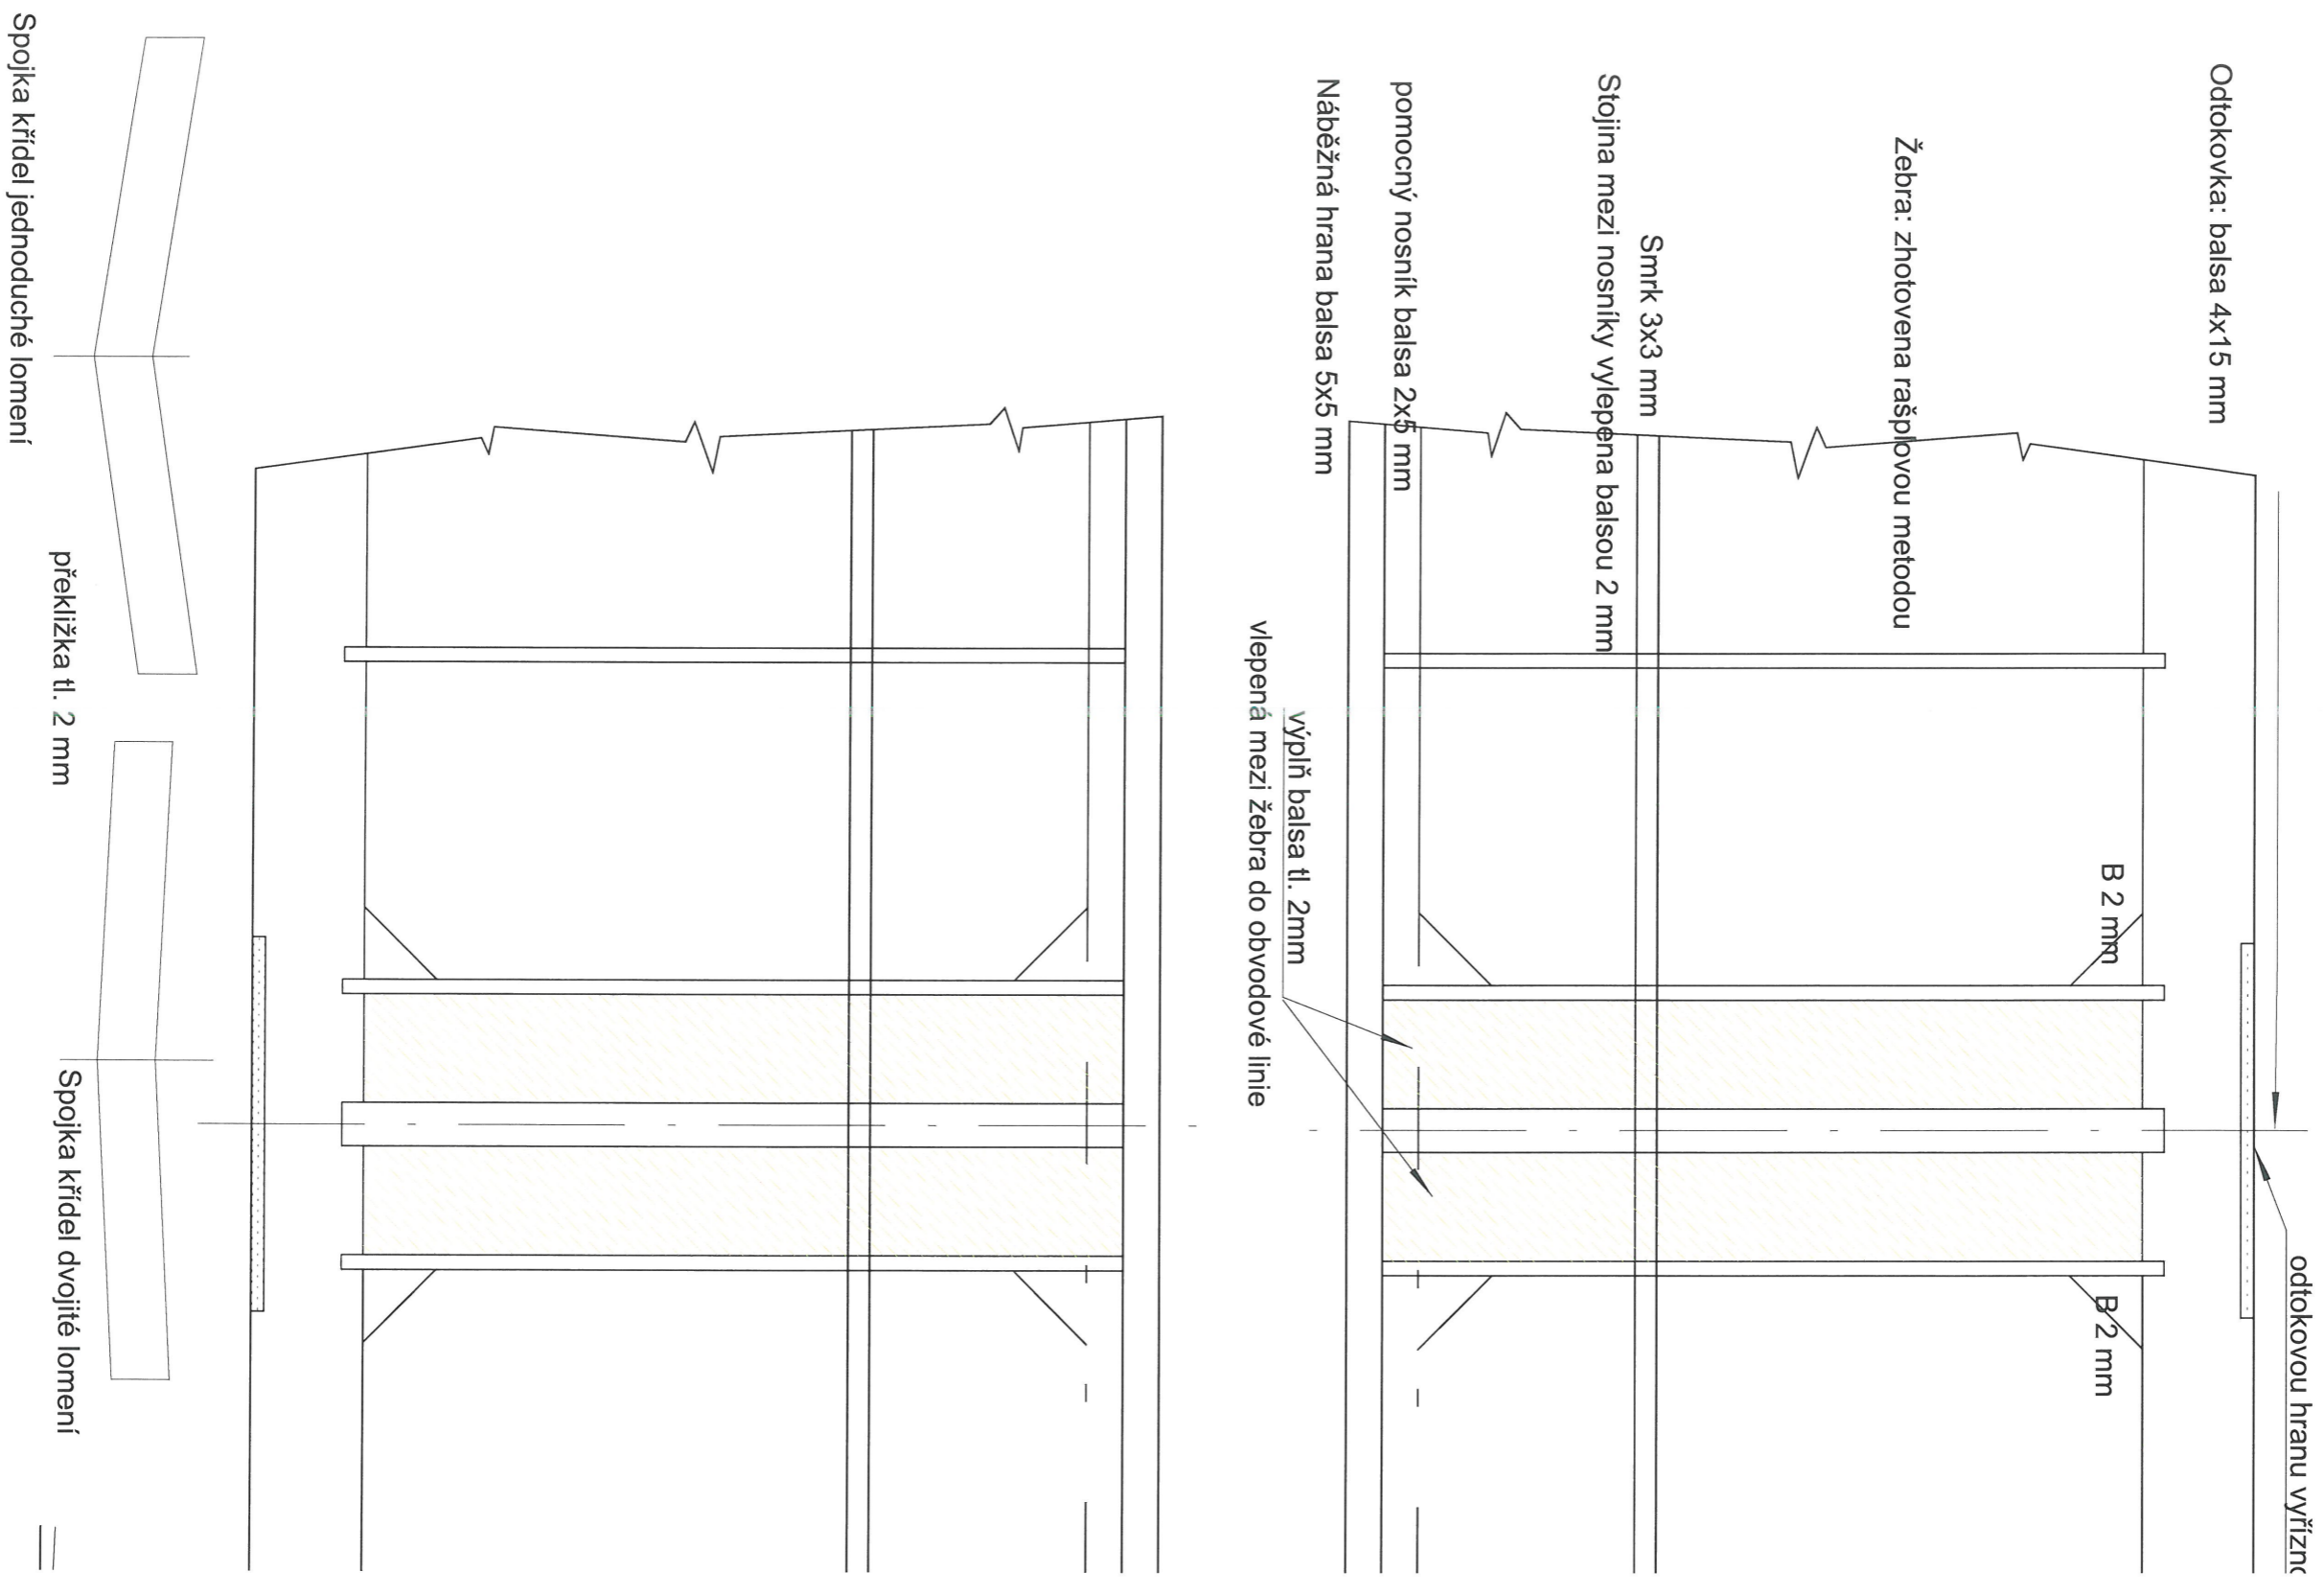 Odtokovka: balsa 4x15 mm
odtokovou hranu
Žebra: zhotovena rašplovou metodou
B 2 mm
B 2 mm
Smrk 3x3 mm
Stojina mezi nosníky vylepena balsou 2 mm
pomocný nosník balsa 2x5 mm
Náběžná hrana balsa 5x5 mm
výplň balsa tl. 2mm
vlepená mezi žebra do obvodové linie
Spojka křídel jednoduché lomení
překližka tl. 2 mm
Spojka křídel dvojité lomení